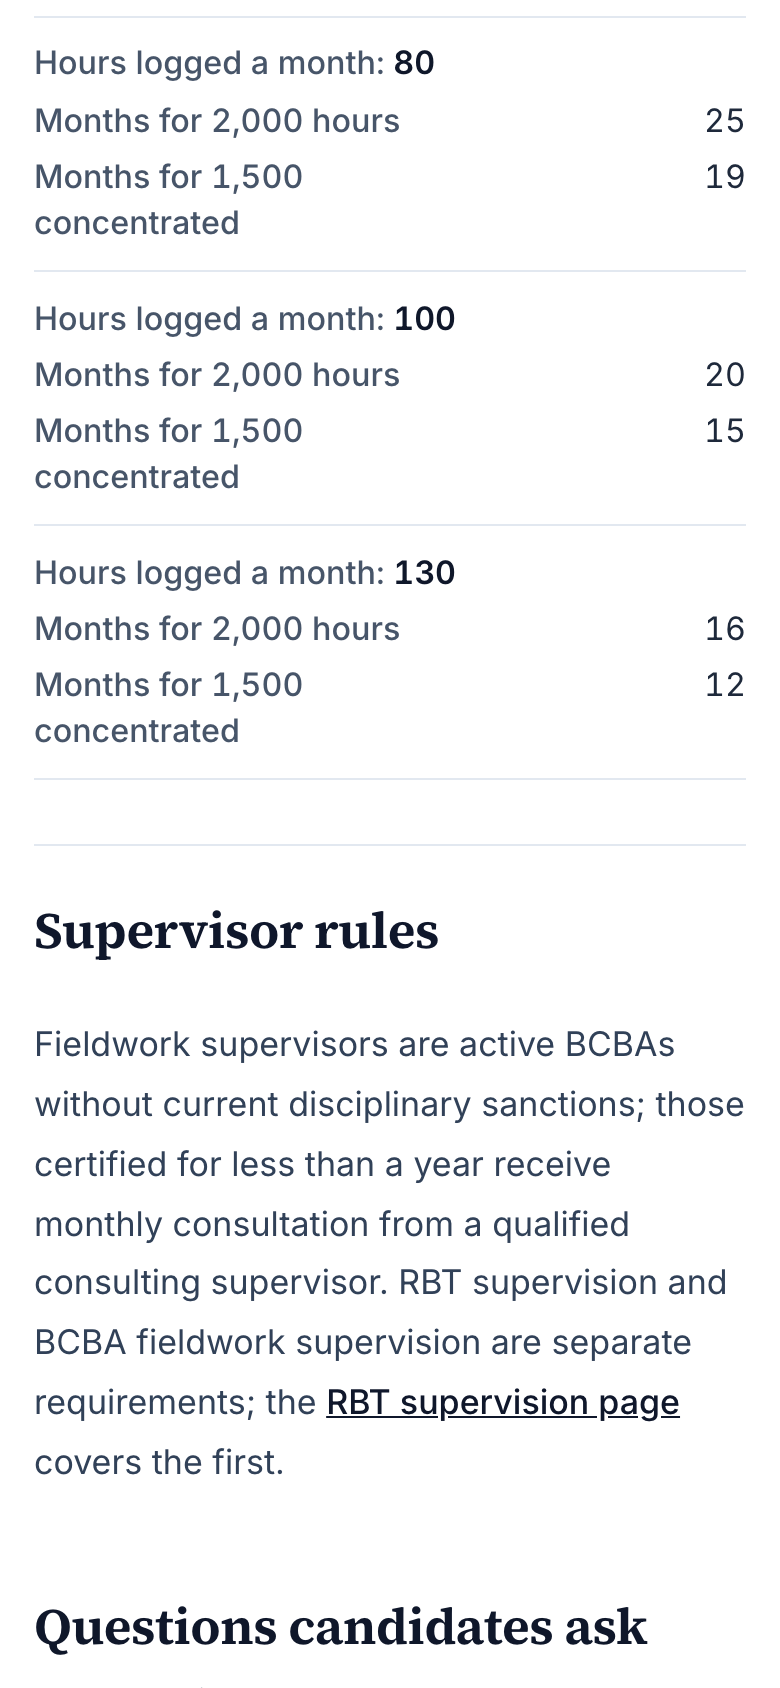 Hours logged a month: 80
Months for 2,000 hours 25
Months for 1,500 19
concentrated
Hours logged a month: 100
Months for 2,000 hours 20
Months for 1,500 15
concentrated
Hours logged a month: 130
Months for 2,000 hours 16
Months for 1,500 12
concentrated
Supervisor rules
Fieldwork supervisors are active BCBAs
without current disciplinary sanctions; those
certified for less than a year receive
monthly consultation from a qualified
consulting supervisor. RBT supervision and
BCBA fieldwork supervision are separate
requirements; the RBT supervision page
covers the first.
Questions candidates ask